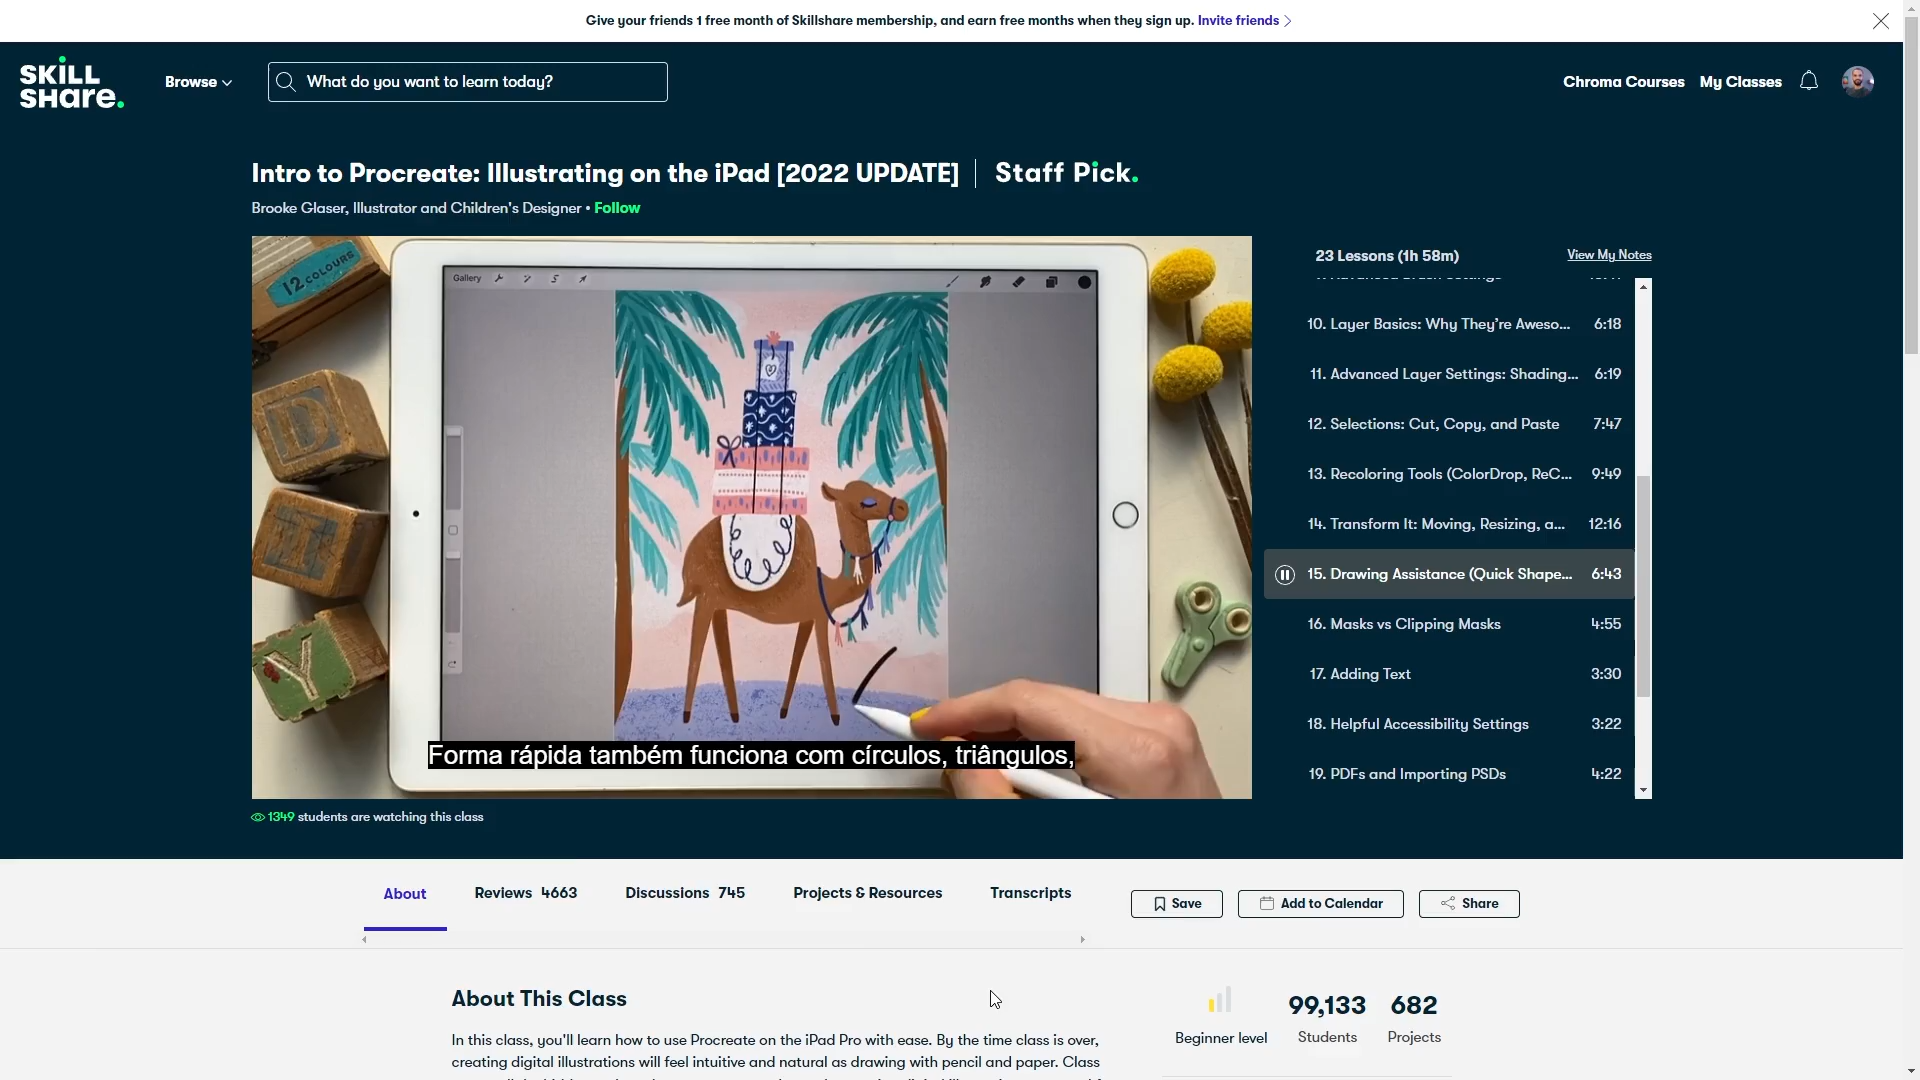 Give your friends 1 free month of Skillshare membership, and earn free months when they sign up. Invite friends
SKILL
SHare.
Browse
What do you want to learn today?
Chroma Courses
My Classes
Intro to Procreate: Illustrating on the iPad [2022 UPDATE]
Staff Pick.
Brooke Glaser, Illustrator and Children's Designer • Follow
12 COLOURS
Gallery
D
Y
Forma rápida também funciona com círculos, triângulos,
23 Lessons (1h 58m)
View My Notes
10. Layer Basics: Why They're Aweso... 6:18
11. Advanced Layer Settings: Shading... 6:19
12. Selections: Cut, Copy, and Paste 7:47
13. Recoloring Tools (ColorDrop, ReC... 9:49
14. Transform It: Moving, Resizing, a... 12:16
15. Drawing Assistance (Quick Shape... 6:43
16. Masks vs Clipping Masks 4:55
17. Adding Text 3:30
18. Helpful Accessibility Settings 3:22
19. PDFs and Importing PSDs 4:22
1349 students are watching this class
About
Reviews 4663
Discussions 745
Projects & Resources
Transcripts
Save
Add to Calendar
Share
About This Class
In this class, you'll learn how to use Procreate on the iPad Pro with ease. By the time class is over,
creating digital illustrations will feel intuitive and natural as drawing with pencil and paper. Class
Beginner level
99,133
Students
682
Projects